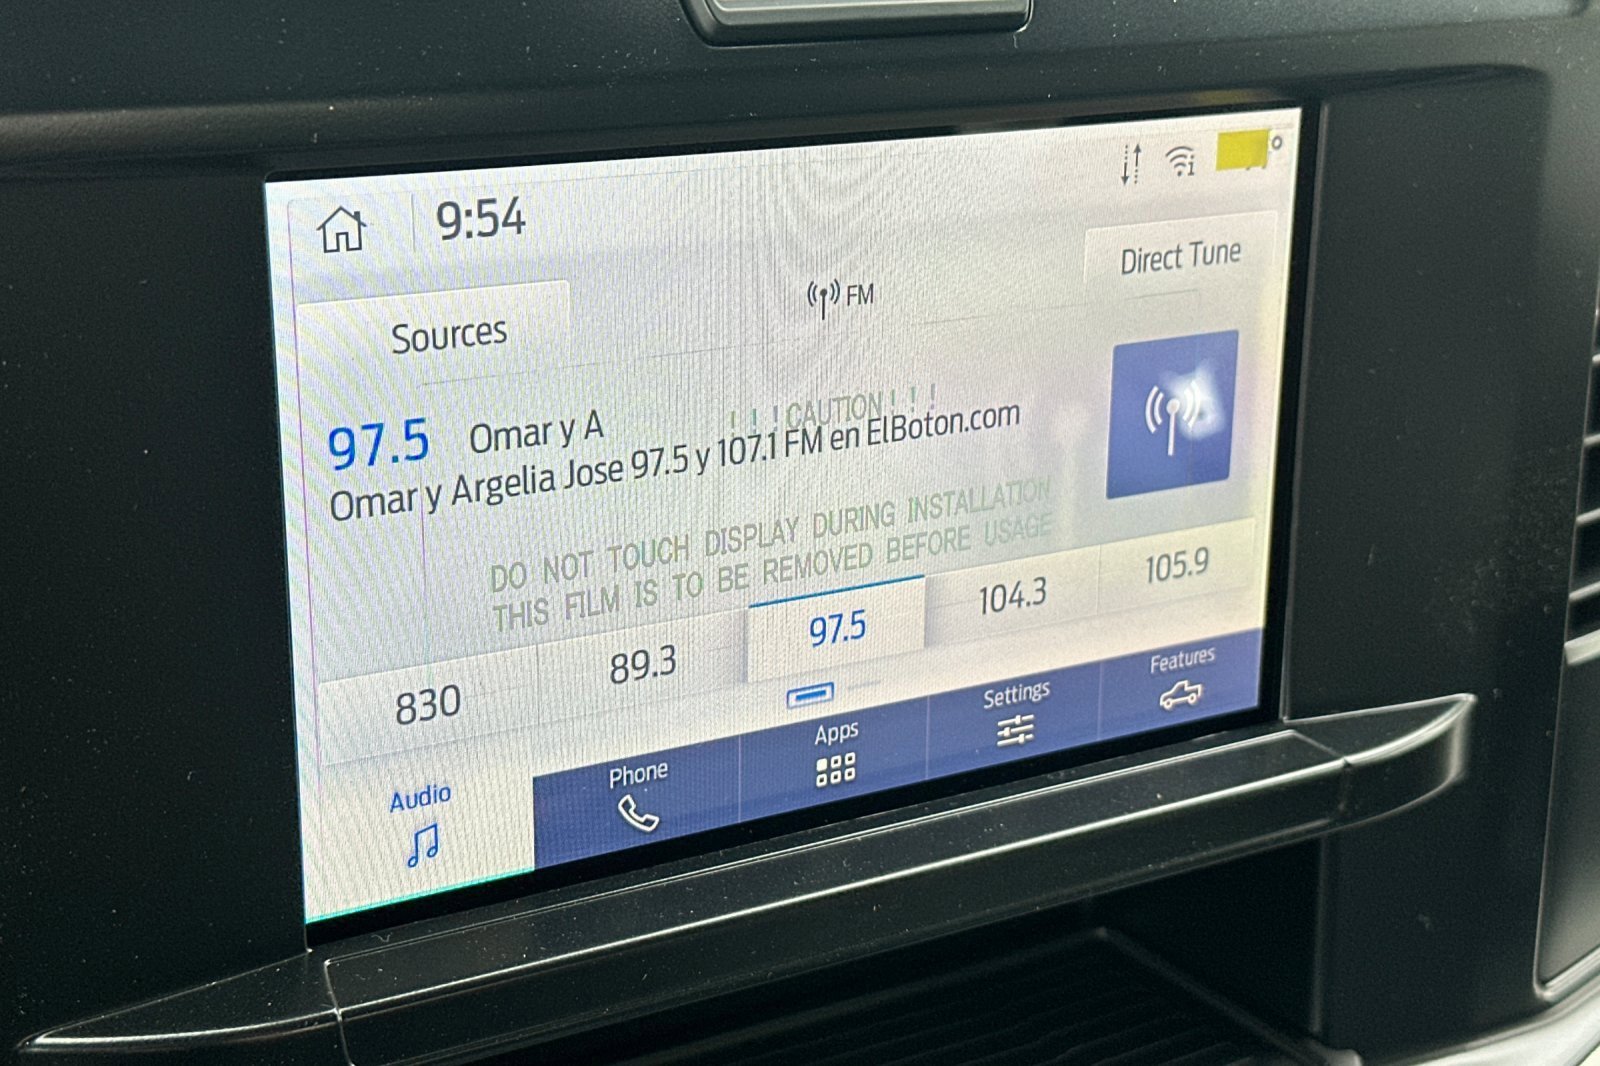 9:54
Direct Tune
FM
Sources
! ! ! CAUTION ! ! !
97.5 Omar y A
Omar y Argelia Jose 97.5 y 107.1 FM en ElBoton.com
DO NOT TOUCH DISPLAY DURING INSTALLATION
THIS FILM IS TO BE REMOVED BEFORE USAGE
830 89.3 97.5 104.3 105.9
Audio Phone Apps Settings Features